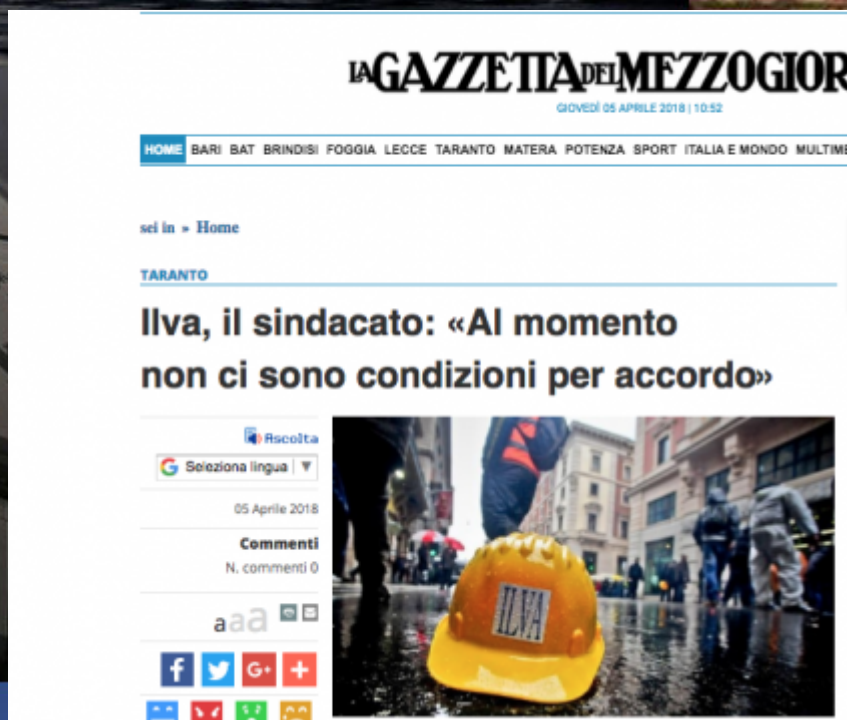 LA GAZZETTA DEL MEZZOGIOR
GIOVEDÌ 05 APRILE 2018 | 10:52
HOME BARI BAT BRINDISI FOGGIA LECCE TARANTO MATERA POTENZA SPORT ITALIA E MONDO MULTIME
sei in » Home
TARANTO
Ilva, il sindacato: «Al momento
non ci sono condizioni per accordo»
Ascolta
G Seleziona lingua ▼
05 Aprile 2018
Commenti
N. commenti 0
aaa
f G+ +
ILVA